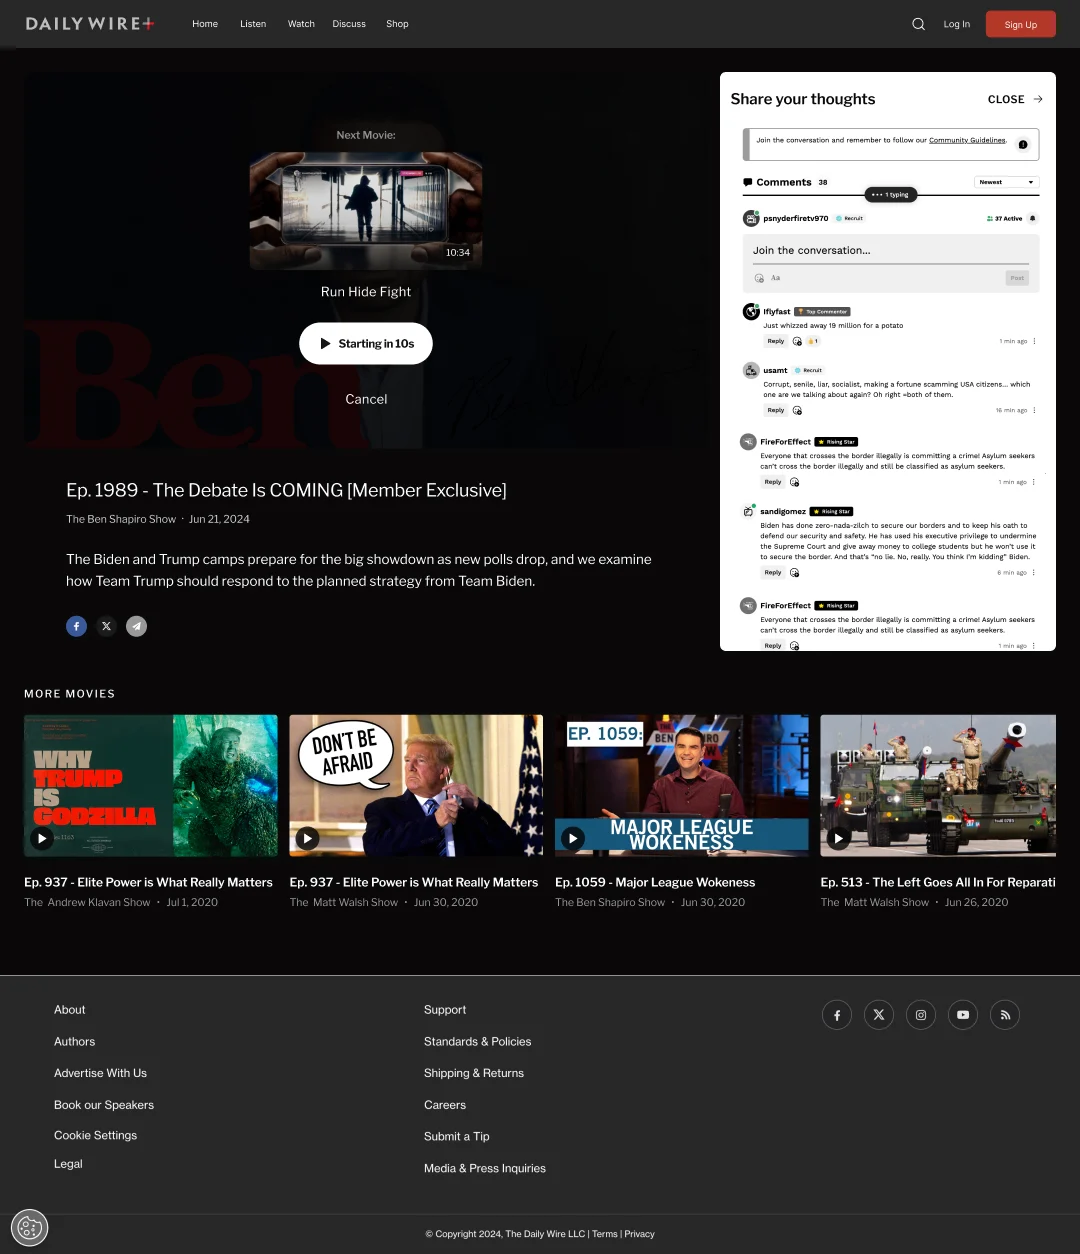 DAILY WIRE+
Home
Listen
Watch
Discuss
Shop
Log In
Sign Up
Next Movie:
10:34
Run Hide Fight
Starting in 10s
Cancel
Ben
Ep. 1989 - The Debate Is COMING [Member Exclusive]
The Ben Shapiro Show · Jun 21, 2024
The Biden and Trump camps prepare for the big showdown as new polls drop, and we examine
how Team Trump should respond to the planned strategy from Team Biden.
Share your thoughts
CLOSE →
Join the conversation and remember to follow our Community Guidelines.
Comments 38
Newest
1 typing
psnyderfiretv970 Recruit
37 Active
Join the conversation...
Aa
Post
lflyfast Top Commenter
Just whizzed away 19 million for a potato
Reply
1
1 min ago
usamt Recruit
Corrupt, senile, liar, socialist, making a fortune scamming USA citizens... which
one are we talking about again? Oh right =both of them.
Reply
16 min ago
FireForEffect Rising Star
Everyone that crosses the border illegally is committing a crime! Asylum seekers
can't cross the border illegally and still be classified as asylum seekers.
Reply
1 min ago
sandigomez Rising Star
Biden has done zero-nada-zilch to secure our borders and to keep his oath to
defend our security and safety. He has used his executive privilege to undermine
the Supreme Court and give away money to college students but he won't use it
to secure the border. And that's "no lie. No, really. You think I'm kidding" Biden.
Reply
8 min ago
FireForEffect Rising Star
Everyone that crosses the border illegally is committing a crime! Asylum seekers
can't cross the border illegally and still be classified as asylum seekers.
Reply
1 min ago
MORE MOVIES
WHY
TRUMP
IS
GODZILLA
Ep. 937 - Elite Power is What Really Matters
The Andrew Klavan Show · Jul 1, 2020
DON'T BE
AFRAID
Ep. 937 - Elite Power is What Really Matters
The Matt Walsh Show · Jun 30, 2020
EP. 1059:
MAJOR LEAGUE
WOKENESS
Ep. 1059 - Major League Wokeness
The Ben Shapiro Show · Jun 30, 2020
Ep. 513 - The Left Goes All In For Reparati
The Matt Walsh Show · Jun 26, 2020
About
Authors
Advertise With Us
Book our Speakers
Cookie Settings
Legal
Support
Standards & Policies
Shipping & Returns
Careers
Submit a Tip
Media & Press Inquiries
© Copyright 2024, The Daily Wire LLC | Terms | Privacy